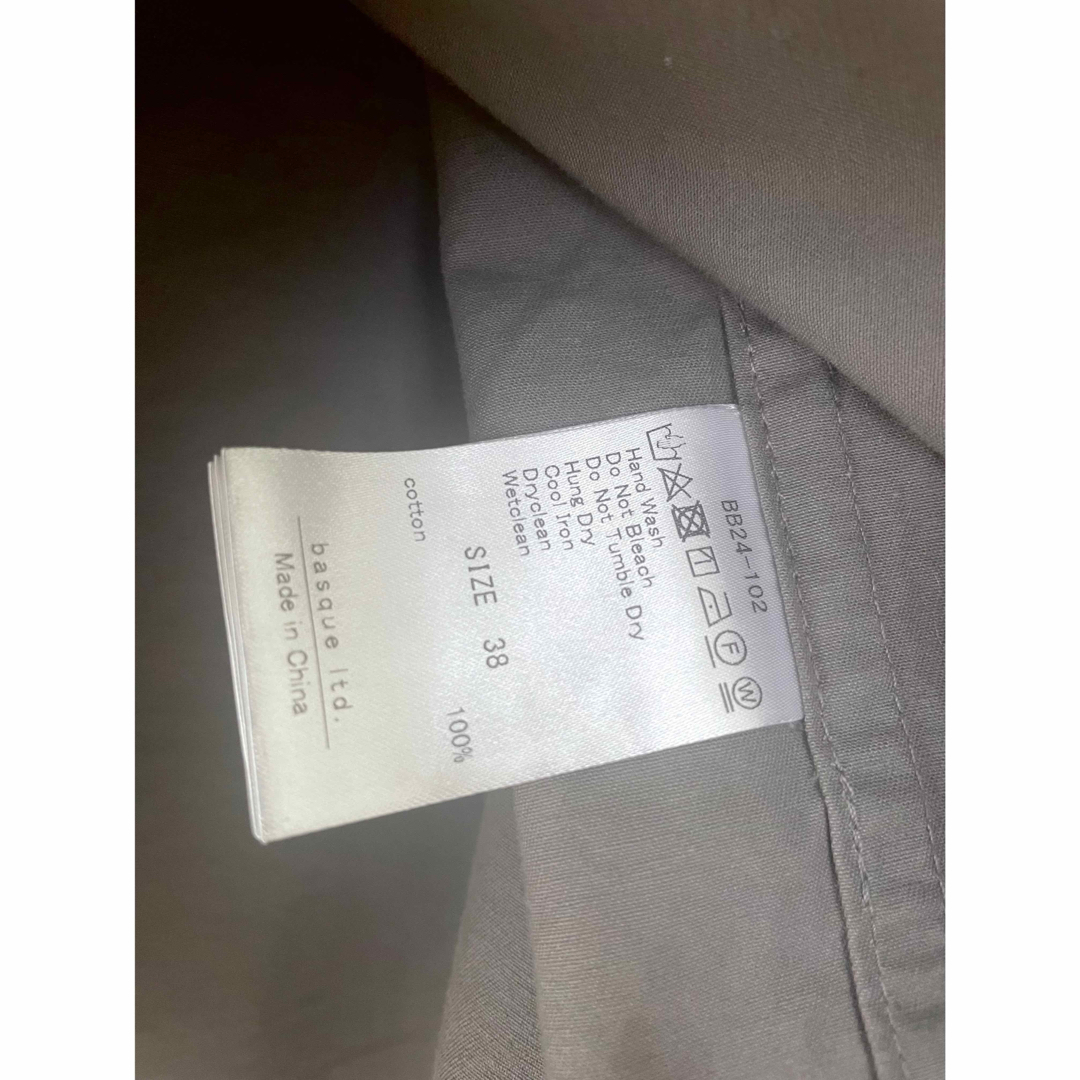 BB24-102
F W
Hand Wash
Do Not Bleach
Do Not Tumble Dry
Hung Dry
Cool Iron
Dryclean
Wetclean
SIZE 38
cotton 100%
basque ltd.
Made in China